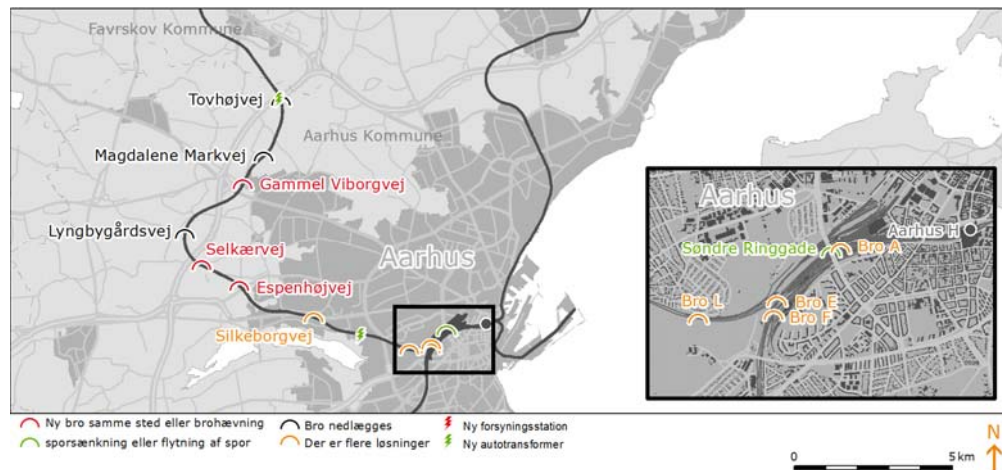 Favrskov Kommune
Tovhøjvej
Aarhus Kommune
Magdalene Markvej
Gammel Viborgvej
Lyngbygårdsvej
Selkærvej
Espenhøjvej
Silkeborgvej
Aarhus
Aarhus
Aarhus H
Søndre Ringgade
Bro A
Bro L
Bro E
Bro F
Ny bro samme sted eller brohævning
Bro nedlægges
Ny forsyningsstation
sporsænkning eller flytning af spor
Der er flere løsninger
Ny autotransformer
0 5 km
N